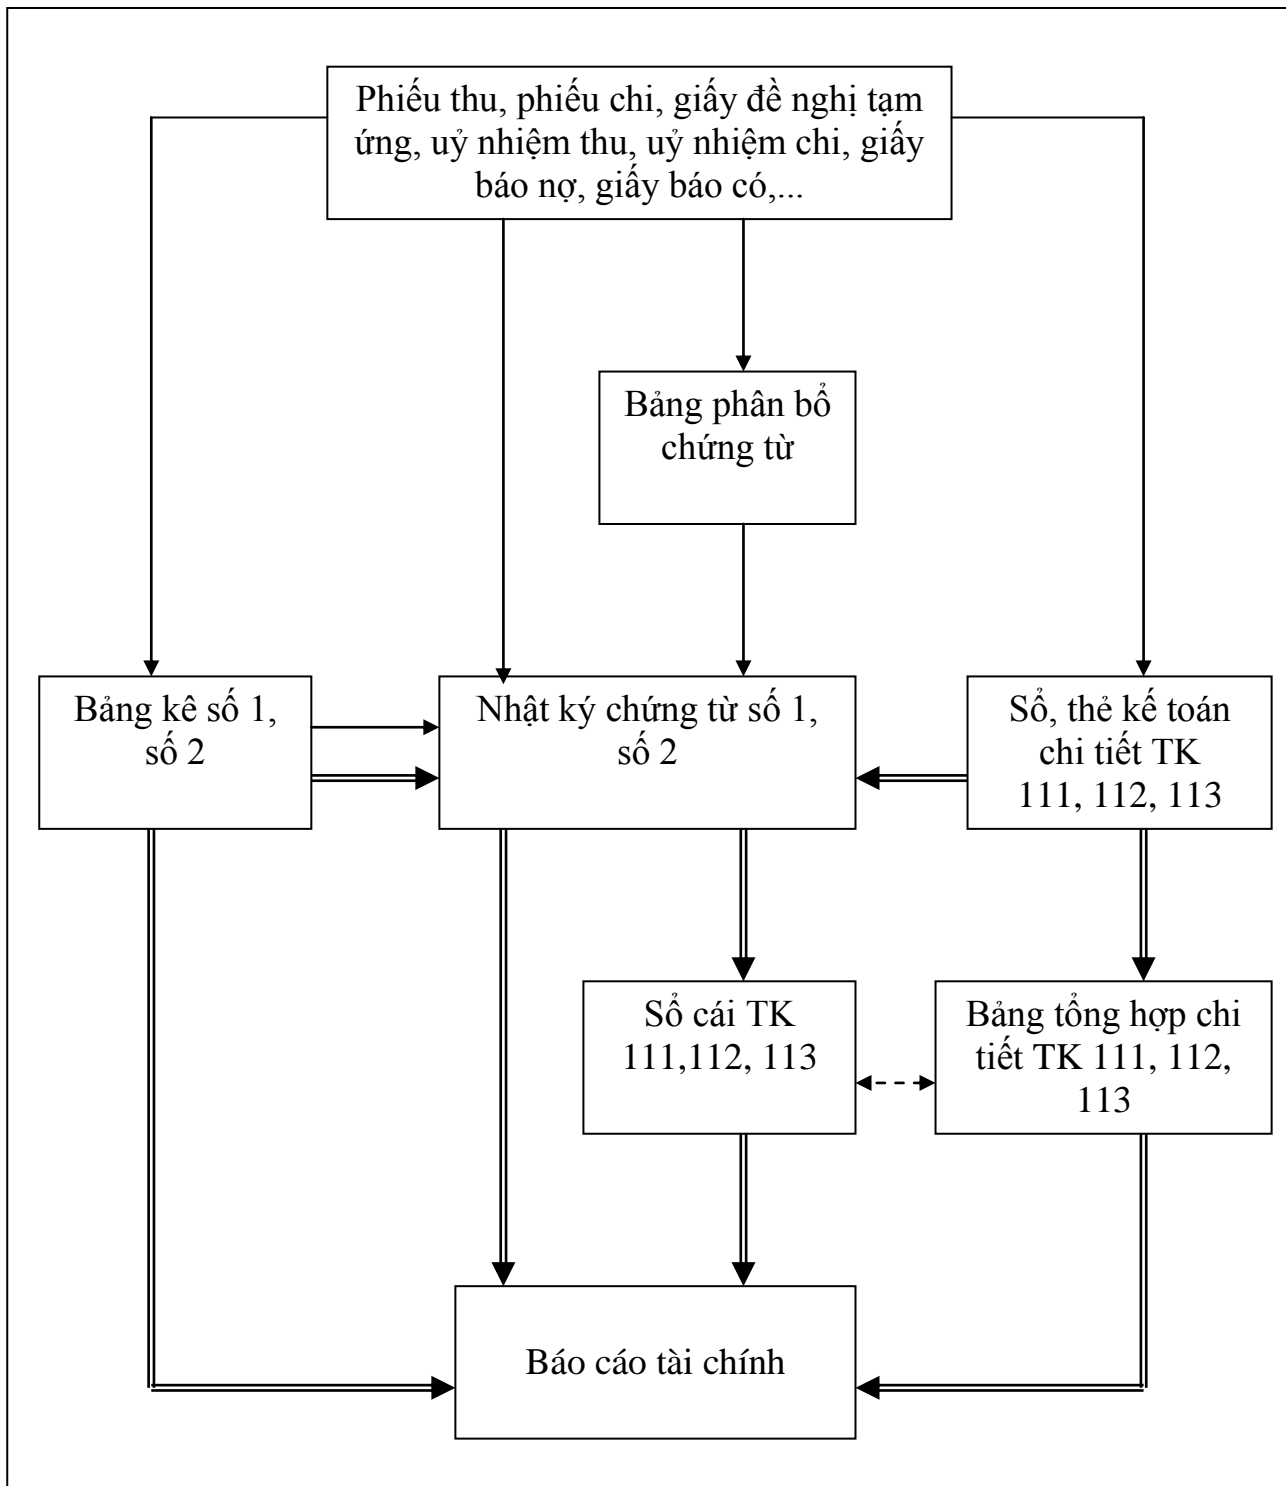 Phiếu thu, phiếu chi, giấy đề nghị tạm
ứng, uỷ nhiệm thu, uỷ nhiệm chi, giấy
báo nợ, giấy báo có,...
Bảng phân bổ
chứng từ
Bảng kê số 1,
số 2
Nhật ký chứng từ số 1,
số 2
Sổ, thẻ kế toán
chi tiết TK
111, 112, 113
Sổ cái TK
111,112, 113
Bảng tổng hợp chi
tiết TK 111, 112,
113
Báo cáo tài chính